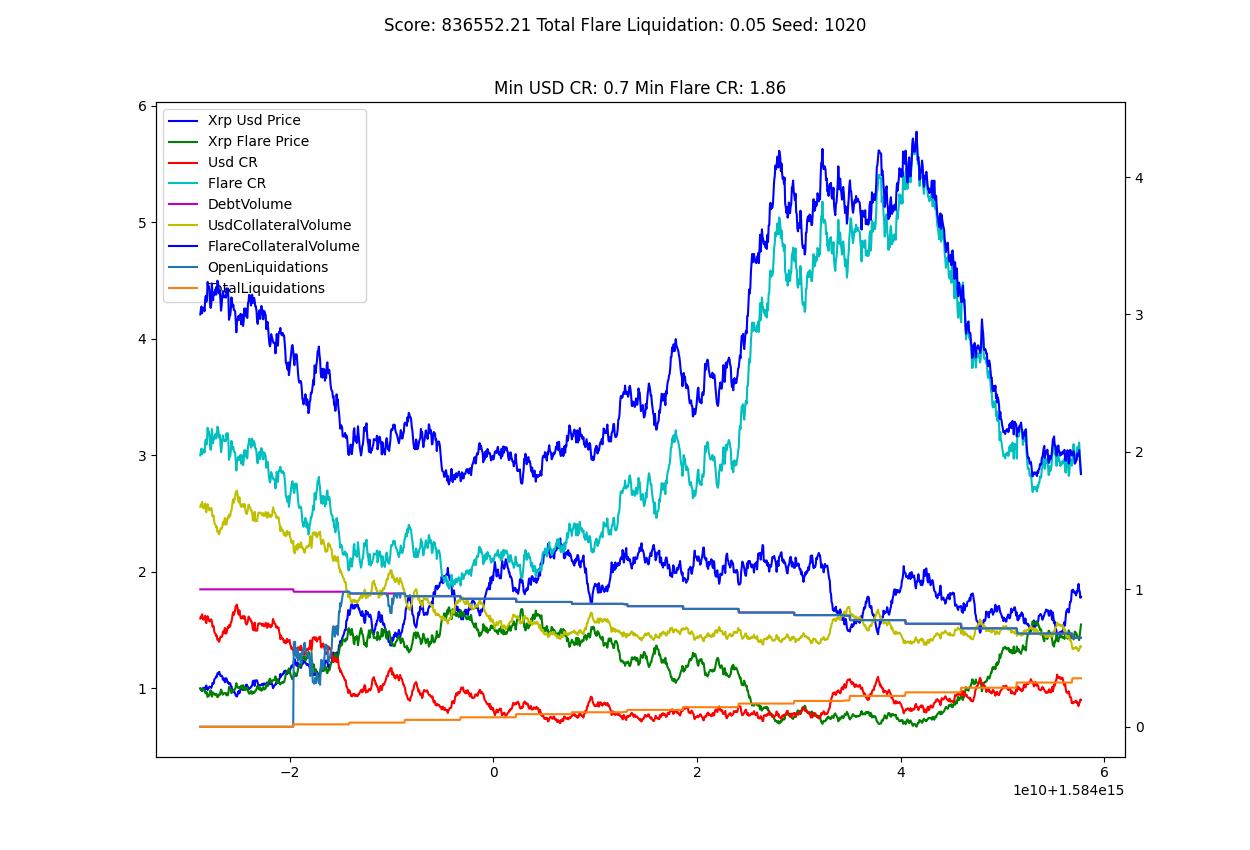 Score: 836552.21 Total Flare Liquidation: 0.05 Seed: 1020
Min USD CR: 0.7 Min Flare CR: 1.86
Xrp Usd Price
Xrp Flare Price
Usd CR
Flare CR
DebtVolume
UsdCollateralVolume
FlareCollateralVolume
OpenLiquidations
TotalLiquidations
6
5
4
3
2
1
4
3
2
1
0
−2
0
2
4
6
1e10+1.584e15